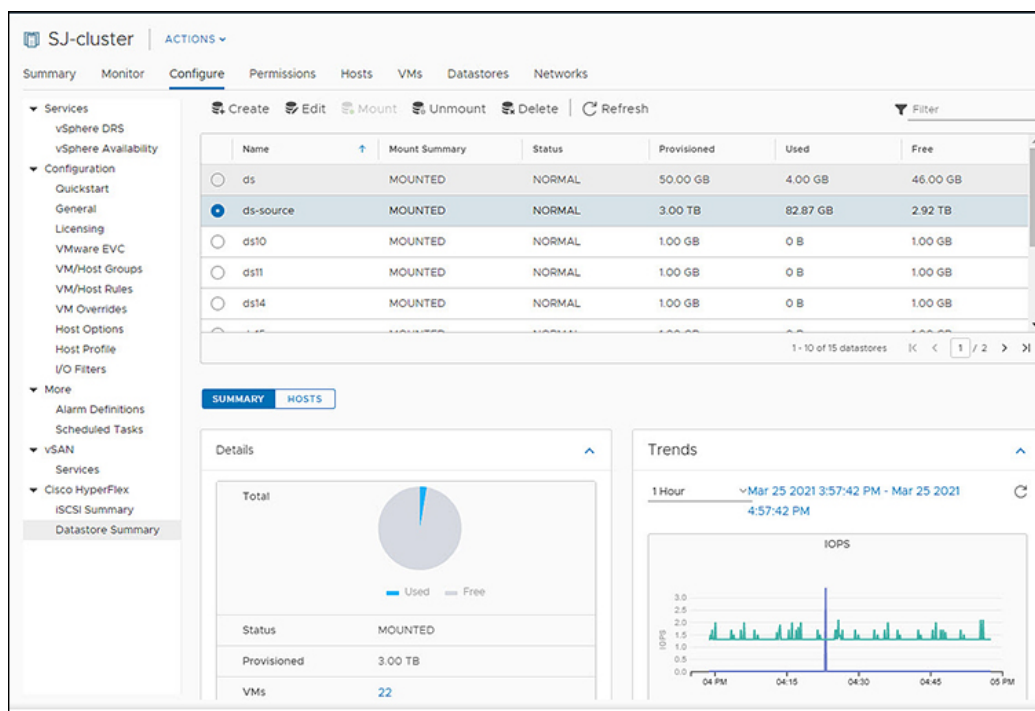 SJ-cluster ACTIONS
Summary Monitor Configure Permissions Hosts VMs Datastores Networks
Services
vSphere DRS
vSphere Availability
Configuration
Quickstart
General
Licensing
VMware EVC
VM/Host Groups
VM/Host Rules
VM Overrides
Host Options
Host Profile
I/O Filters
More
Alarm Definitions
Scheduled Tasks
vSAN
Services
Cisco HyperFlex
iSCSI Summary
Datastore Summary
Create Edit Mount Unmount Delete Refresh Filter
Name Mount Summary Status Provisioned Used Free
ds MOUNTED NORMAL 50.00 GB 4.00 GB 46.00 GB
ds-source MOUNTED NORMAL 3.00 TB 82.87 GB 2.92 TB
ds10 MOUNTED NORMAL 1.00 GB 0 B 1.00 GB
ds11 MOUNTED NORMAL 1.00 GB 0 B 1.00 GB
ds14 MOUNTED NORMAL 1.00 GB 0 B 1.00 GB
1 - 10 of 15 datastores 1 / 2
SUMMARY HOSTS
Details
Total
Used Free
Status MOUNTED
Provisioned 3.00 TB
VMs 22
Trends
1 Hour Mar 25 2021 3:57:42 PM - Mar 25 2021
4:57:42 PM
IOPS
IOPS
3.0
2.5
2.0
1.5
1.0
0.5
0.0
04 PM 04:15 04:30 04:45 05 PM